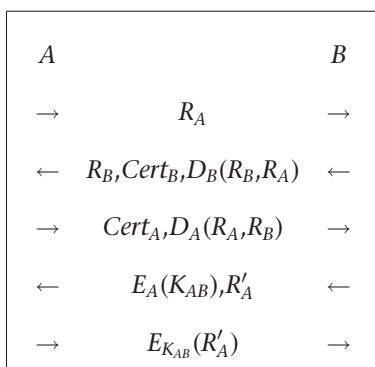 A B
→ R_A →
← R_B,Cert_B,D_B(R_B,R_A) ←
→ Cert_A,D_A(R_A,R_B) →
← E_A(K_AB),R′_A ←
→ E_K_AB(R′_A) →